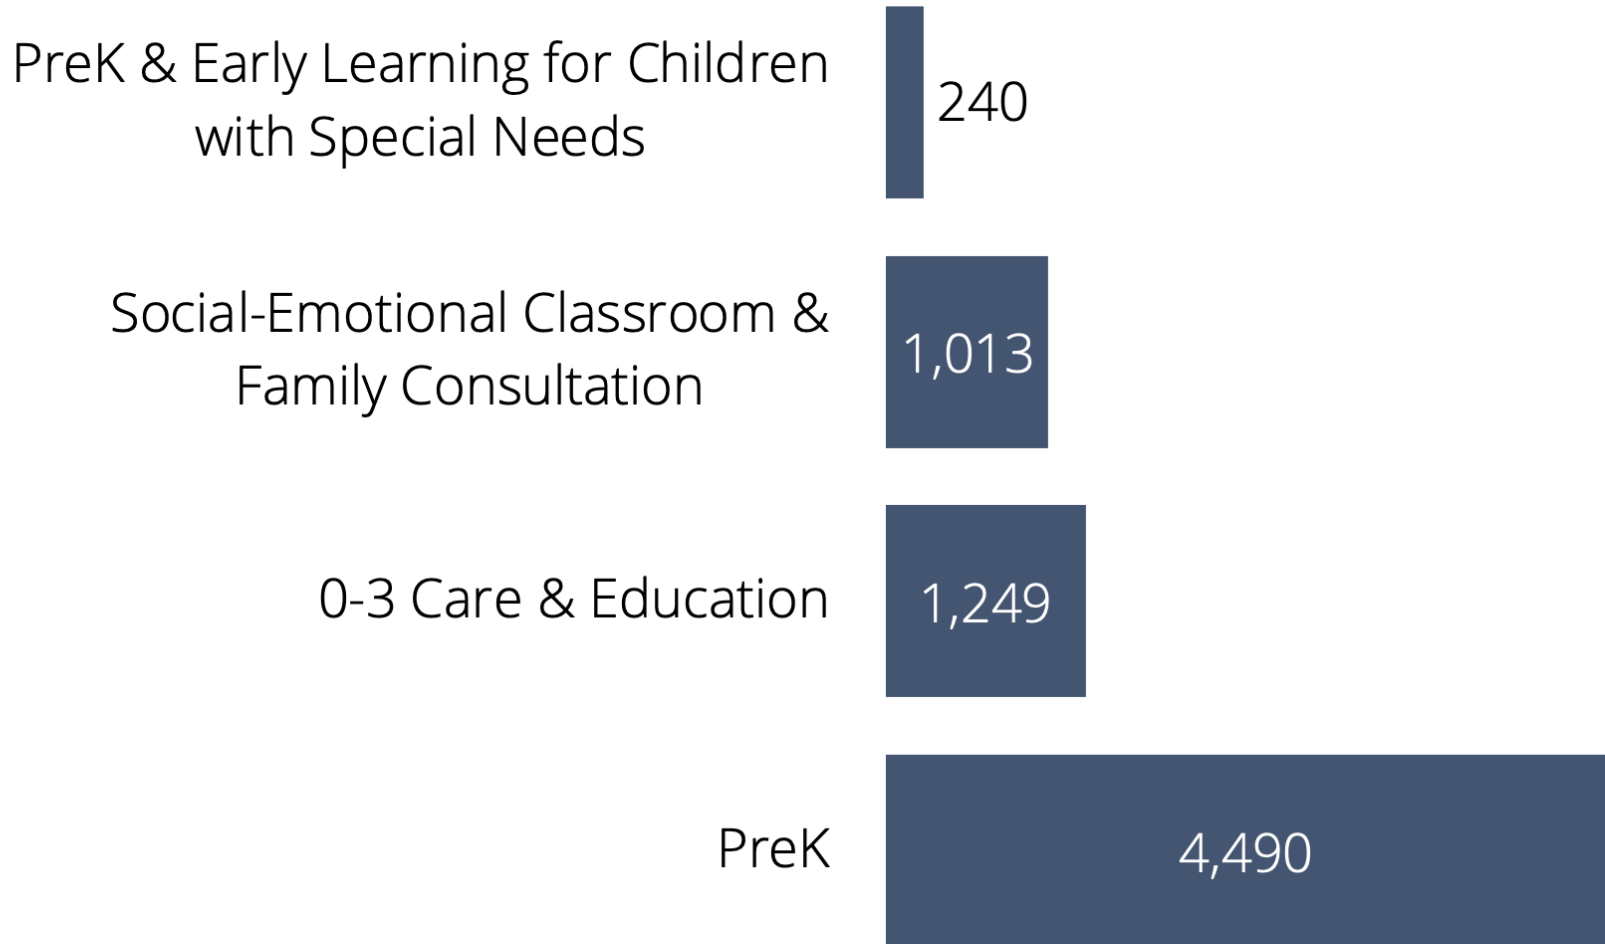 PreK & Early Learning for Children
with Special Needs
240
Social-Emotional Classroom &
Family Consultation
1,013
0-3 Care & Education
1,249
PreK
4,490